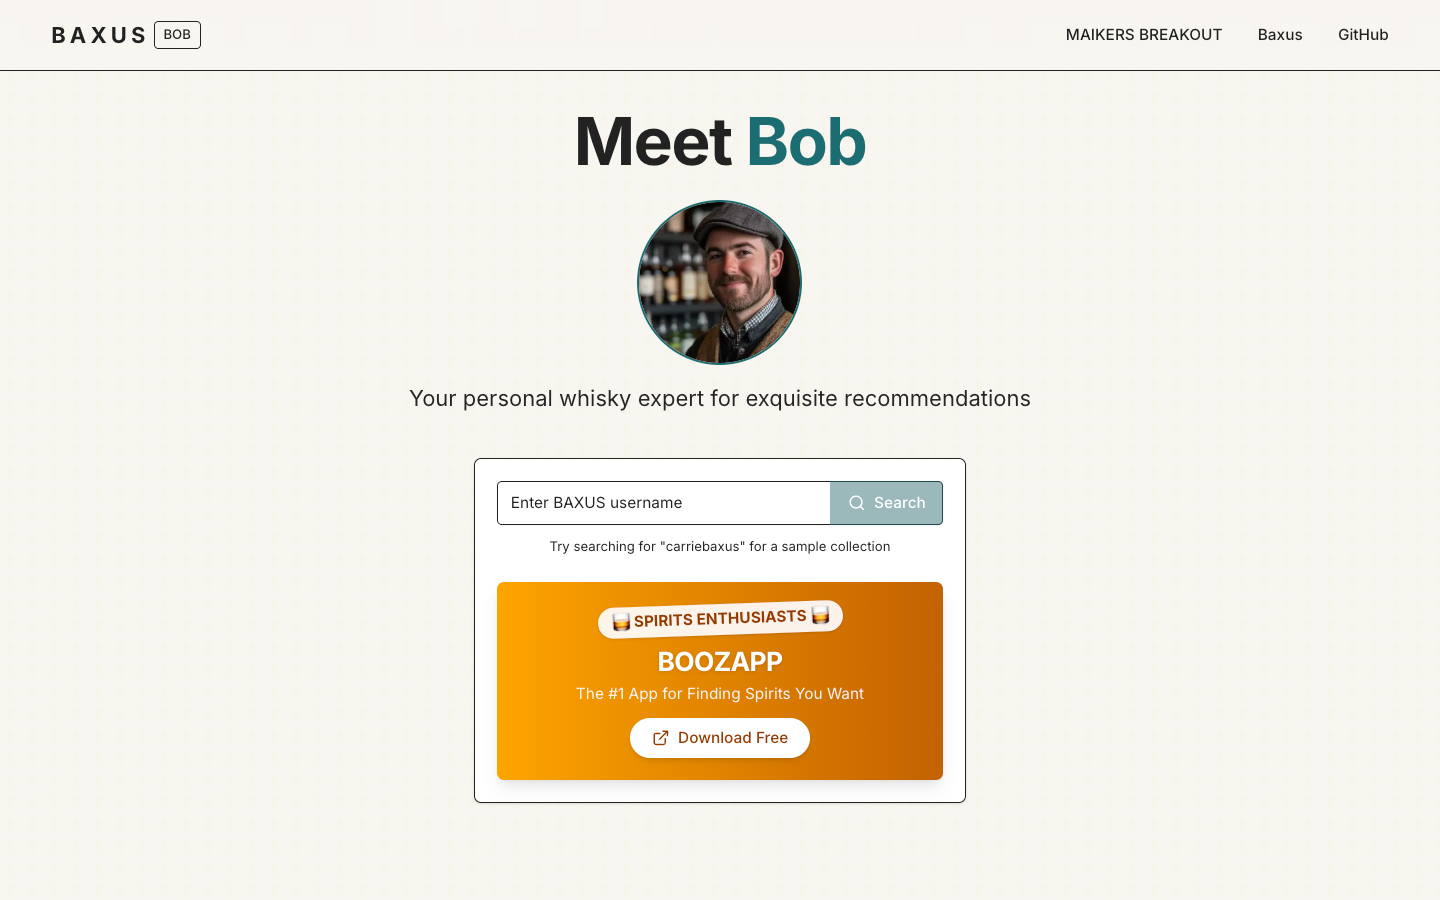 BAXUS BOB MAIKERS BREAKOUT Baxus GitHub
Meet Bob
Your personal whisky expert for exquisite recommendations
Enter BAXUS username Search
Try searching for "carriebaxus" for a sample collection
🥃 SPIRITS ENTHUSIASTS 🥃
BOOZAPP
The #1 App for Finding Spirits You Want
Download Free